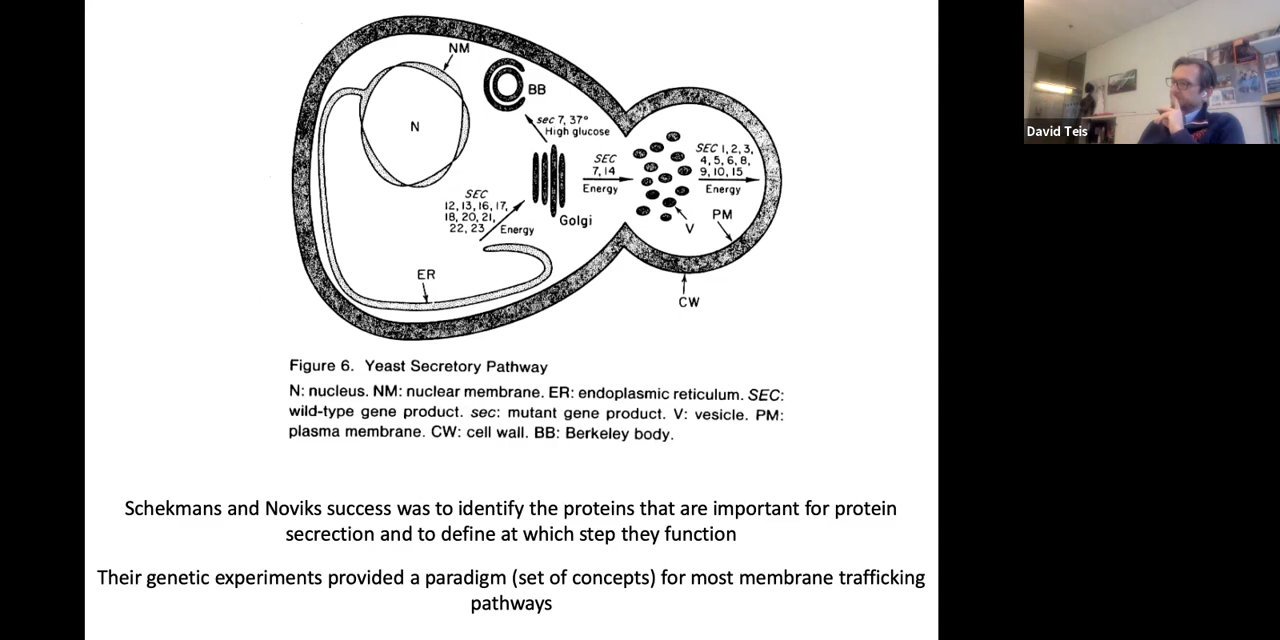 NM
BB
N
sec 7, 37°
High glucose
SEC
7, 14
Energy
SEC 1, 2, 3,
4, 5, 6, 8,
9, 10, 15
Energy
SEC
12, 13, 16, 17,
18, 20, 21,
22, 23
Energy
Golgi
V
PM
ER
CW
Figure 6. Yeast Secretory Pathway
N: nucleus. NM: nuclear membrane. ER: endoplasmic reticulum. SEC:
wild-type gene product. sec: mutant gene product. V: vesicle. PM:
plasma membrane. CW: cell wall. BB: Berkeley body.
Schekmans and Noviks success was to identify the proteins that are important for protein
secrection and to define at which step they function
Their genetic experiments provided a paradigm (set of concepts) for most membrane trafficking
pathways
David Teis